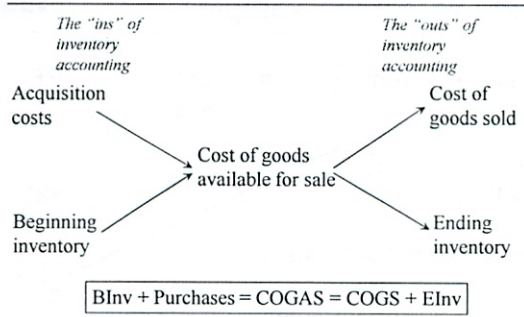 The "ins" of
inventory
accounting
The "outs" of
inventory
accounting
Acquisition
costs
Cost of
goods sold
Cost of goods
available for sale
Beginning
inventory
Ending
inventory
BInv + Purchases = COGAS = COGS + EInv